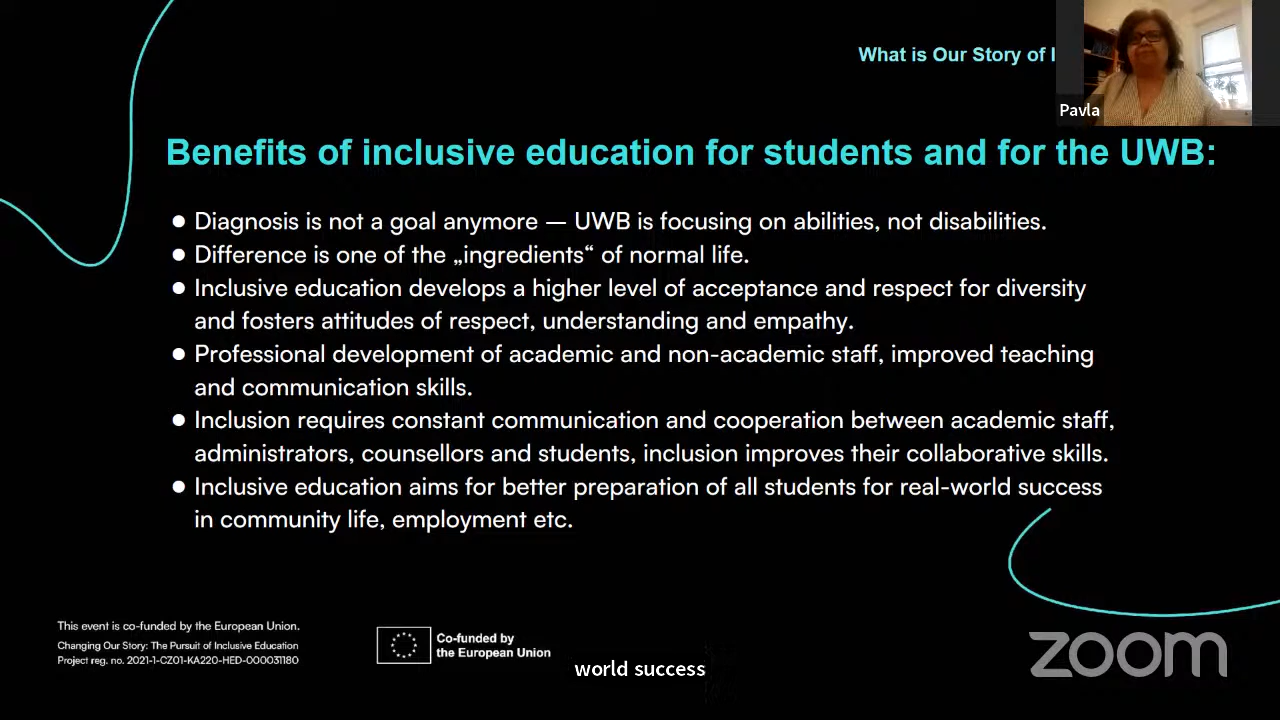 What is Our Story of
Pavla
Benefits of inclusive education for students and for the UWB:
● Diagnosis is not a goal anymore — UWB is focusing on abilities, not disabilities.
● Difference is one of the „ingredients“ of normal life.
● Inclusive education develops a higher level of acceptance and respect for diversity
and fosters attitudes of respect, understanding and empathy.
● Professional development of academic and non-academic staff, improved teaching
and communication skills.
● Inclusion requires constant communication and cooperation between academic staff,
administrators, counsellors and students, inclusion improves their collaborative skills.
● Inclusive education aims for better preparation of all students for real-world success
in community life, employment etc.
This event is co-funded by the European Union.
Changing Our Story: The Pursuit of Inclusive Education
Project reg. no. 2021-1-CZ01-KA220-HED-000031180
Co-funded by
the European Union
world success
zoom